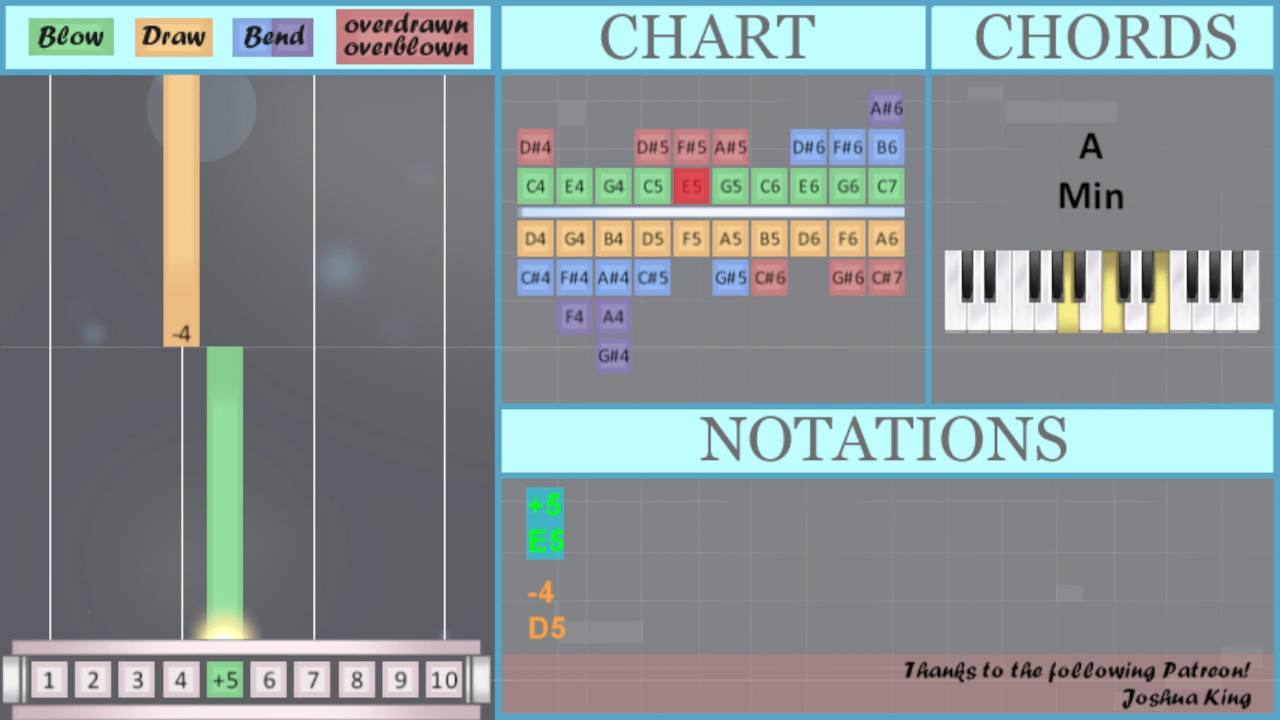 Blow Draw Bend overdrawn
overblown
CHART
CHORDS
A#6
D#4 D#5 F#5 A#5 D#6 F#6 B6
C4 E4 G4 C5 E5 G5 C6 E6 G6 C7
D4 G4 B4 D5 F5 A5 B5 D6 F6 A6
C#4 F#4 A#4 C#5 G#5 C#6 G#6 C#7
F4 A4
G#4
A
Min
-4
NOTATIONS
+5
E5
-4
D5
1 2 3 4 +5 6 7 8 9 10
Thanks to the following Patreon!
Joshua King